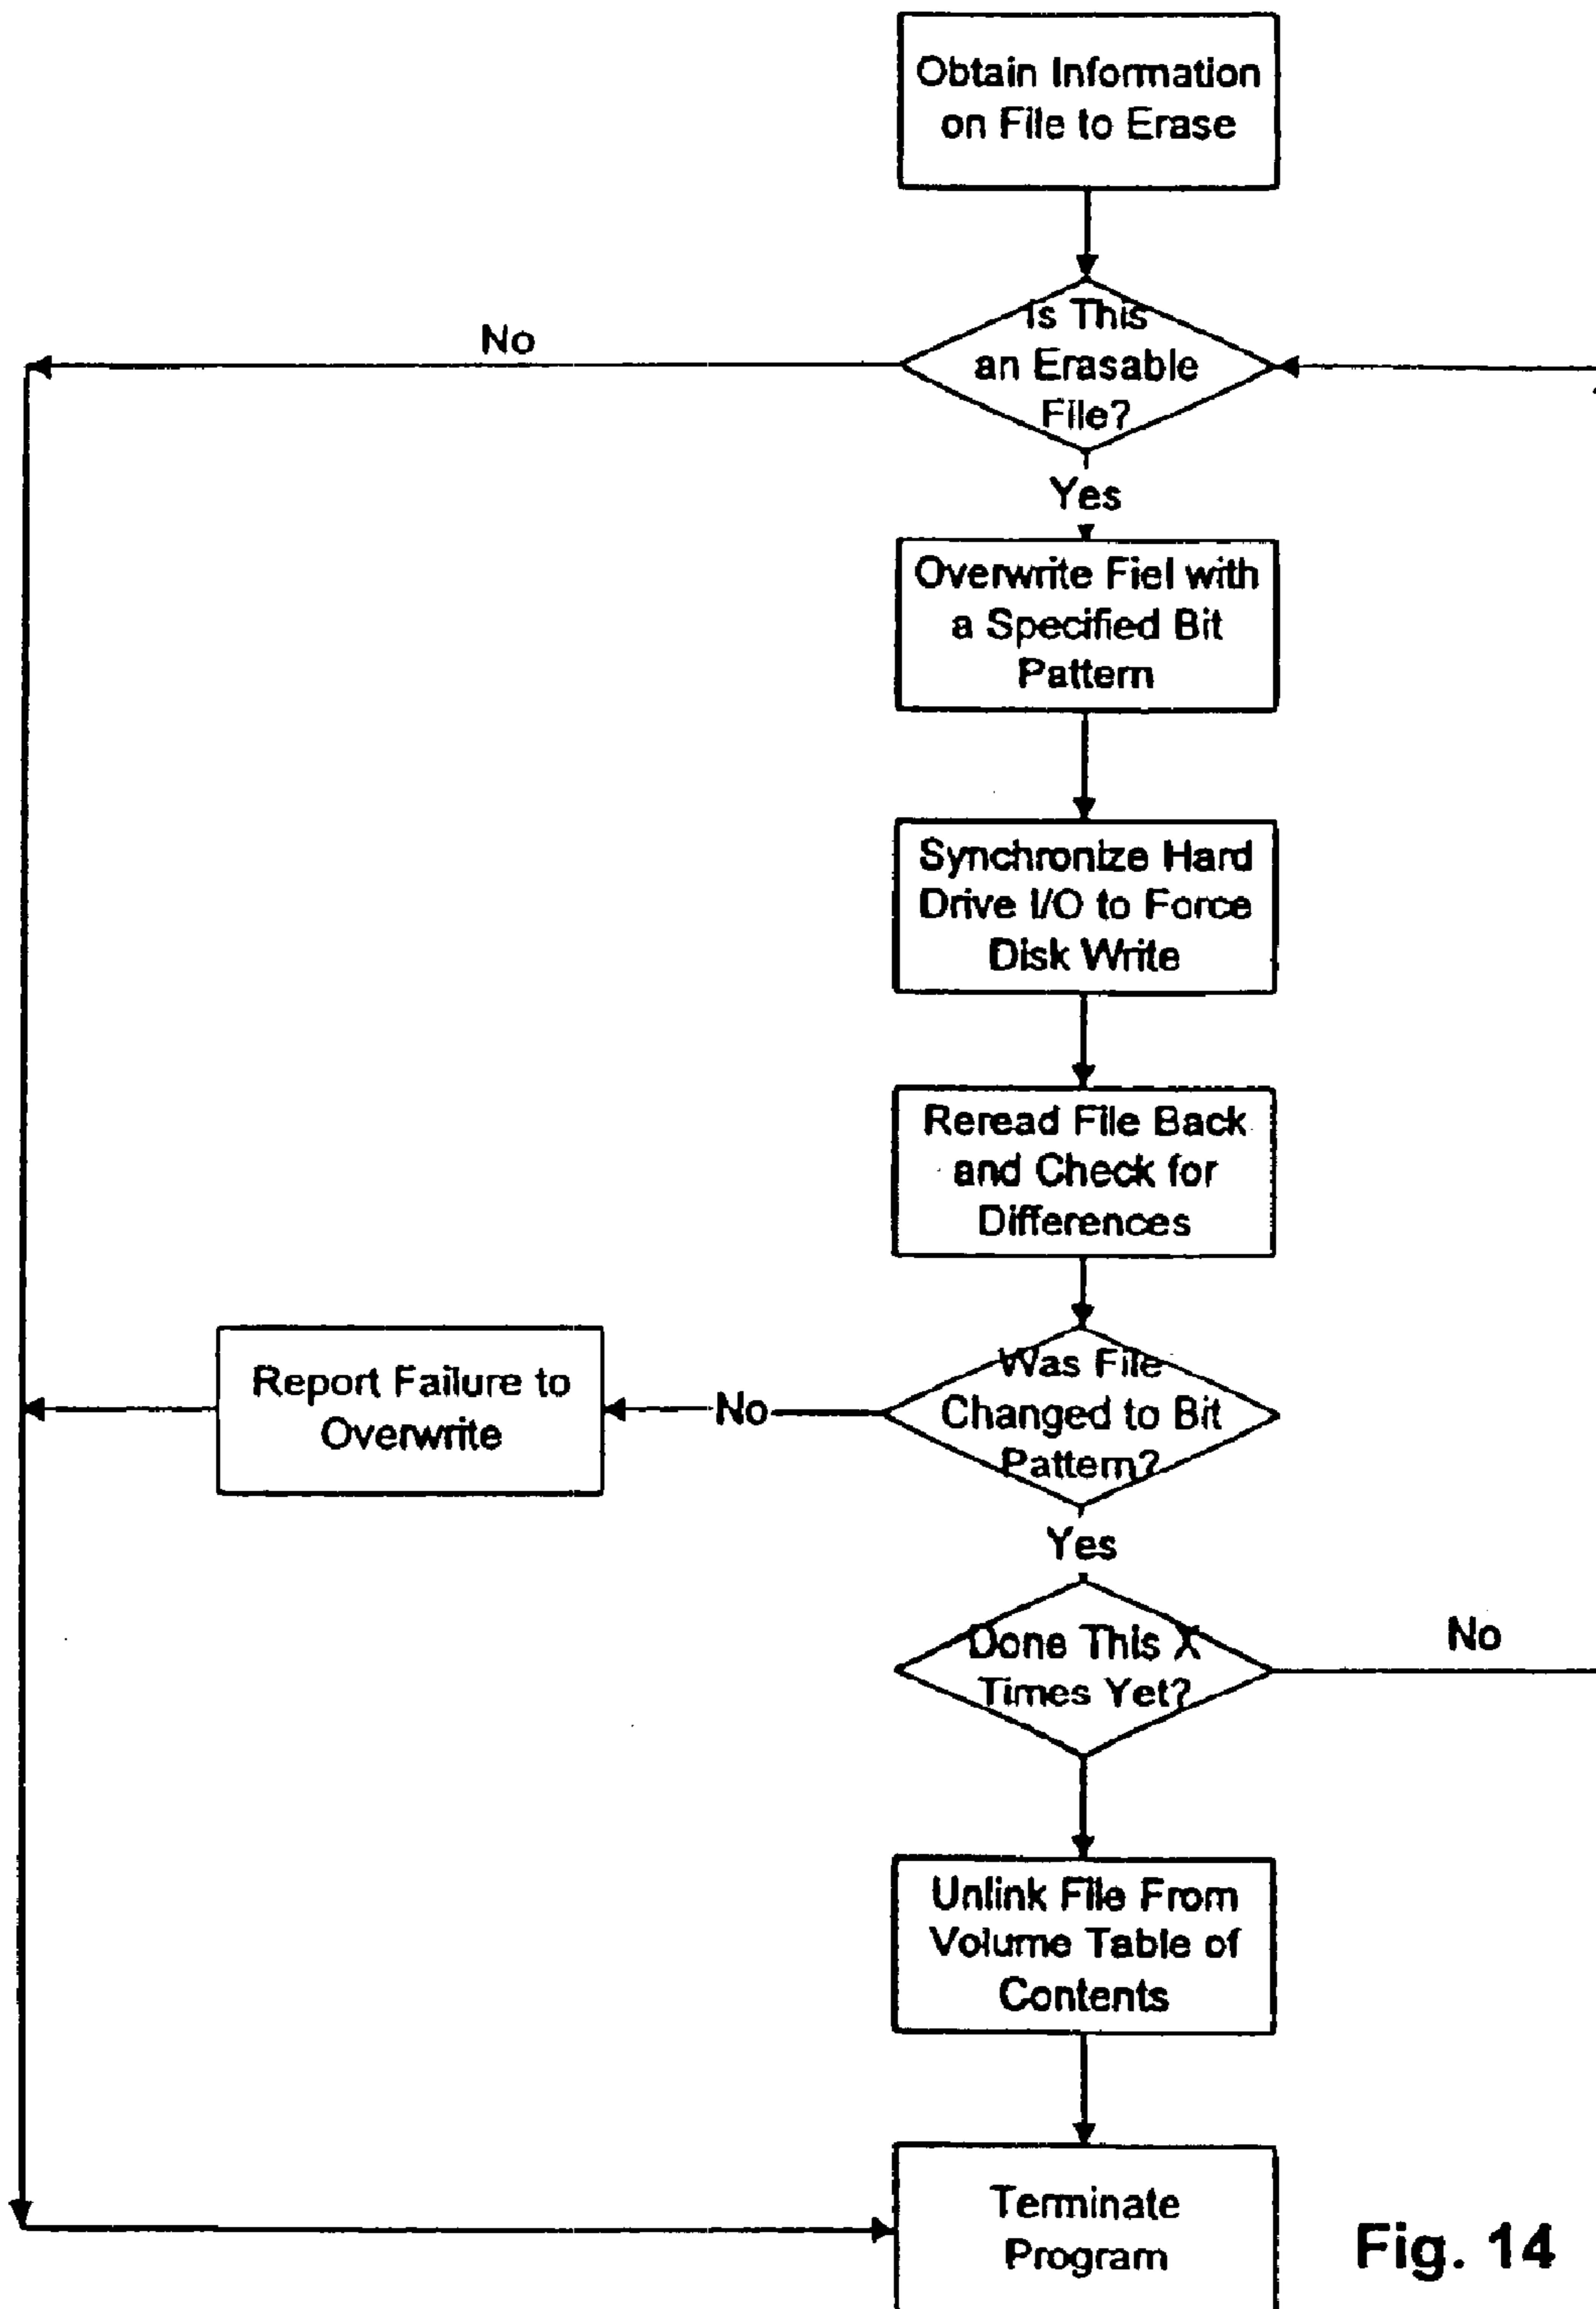 Obtain Information
on File to Erase
No
Is This
an Erasable
File?
Yes
Overwrite Fiel with
a Specified Bit
Pattern
Synchronize Hard
Drive I/O to Force
Disk Write
Reread File Back
and Check for
Differences
Report Failure to
Overwrite
No
Was File
Changed to Bit
Pattern?
Yes
Done This X
Times Yet?
No
Unlink File From
Volume Table of
Contents
Terminate
Program
Fig. 14